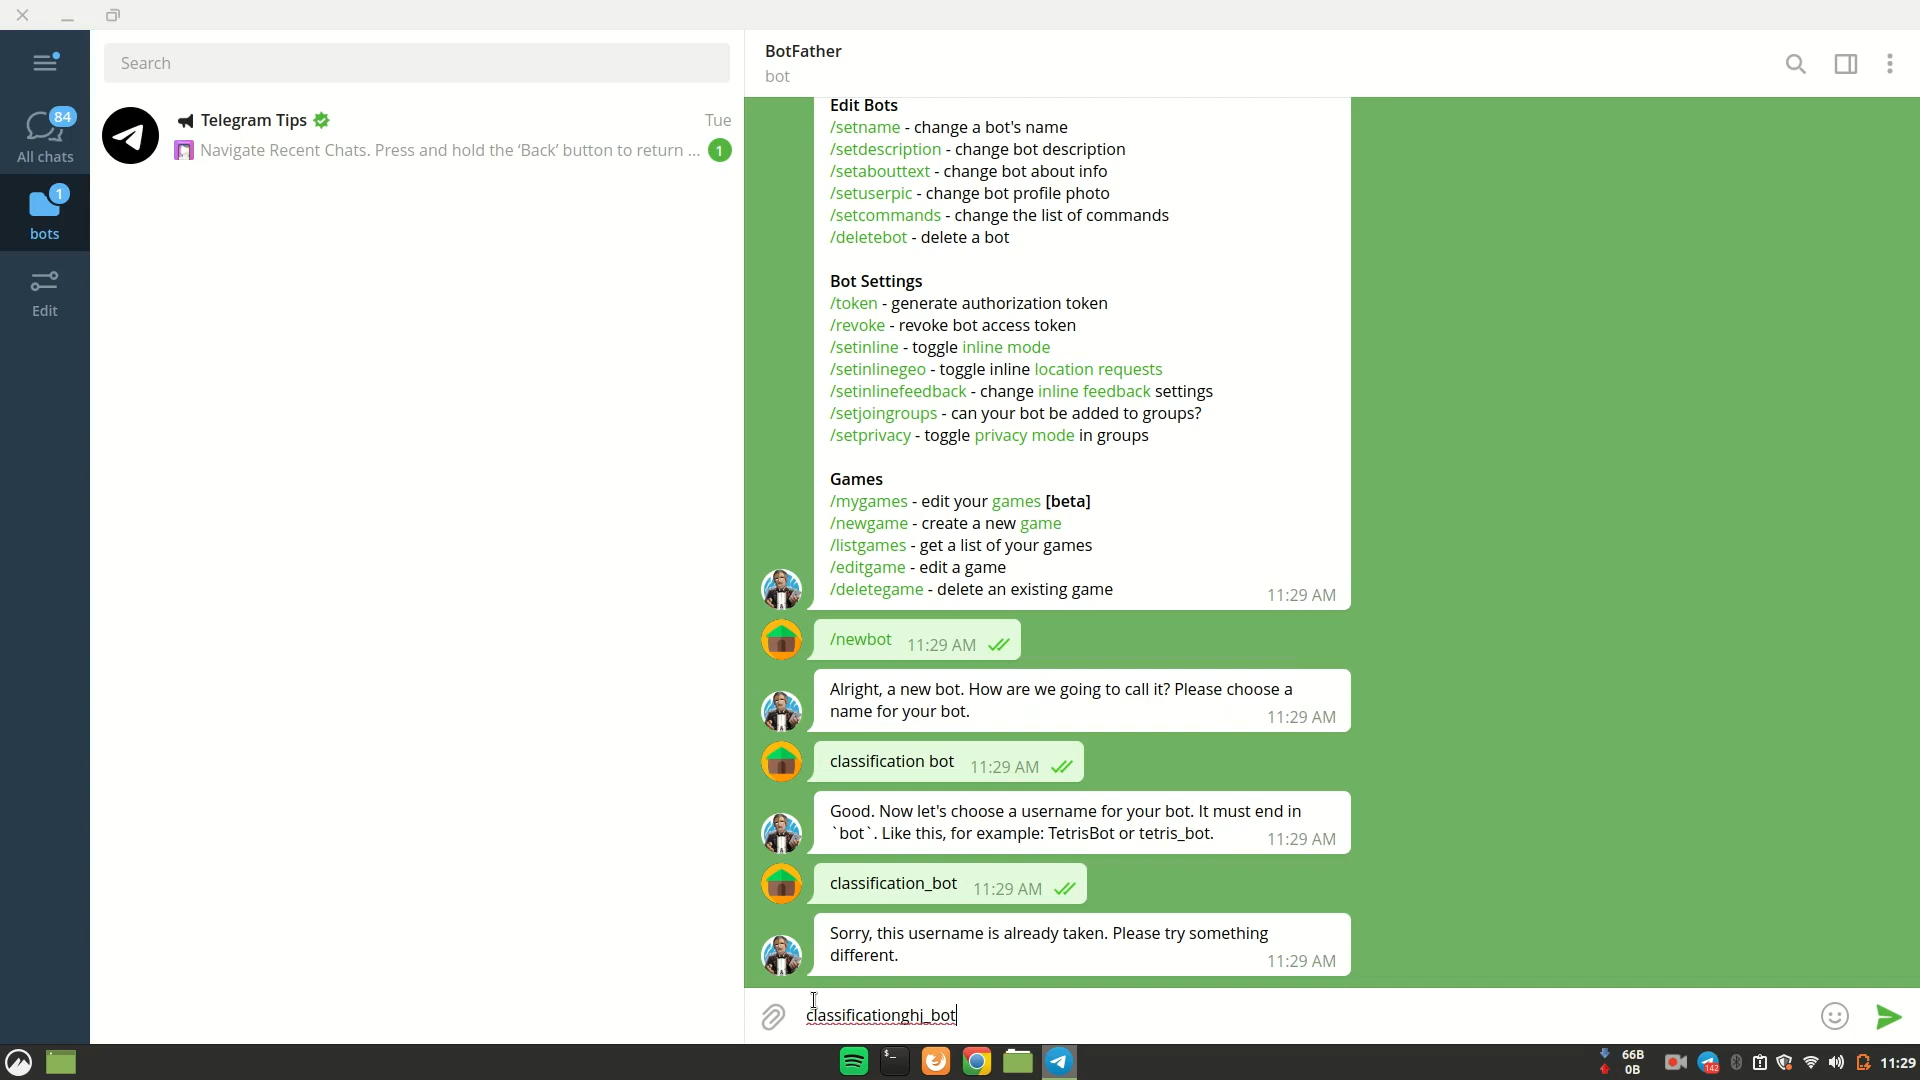 Search
BotFather
bot
84
All chats
1
bots
Edit
Telegram Tips
Tue
Navigate Recent Chats. Press and hold the ‘Back’ button to return ...
1
Edit Bots
/setname - change a bot's name
/setdescription - change bot description
/setabouttext - change bot about info
/setuserpic - change bot profile photo
/setcommands - change the list of commands
/deletebot - delete a bot
Bot Settings
/token - generate authorization token
/revoke - revoke bot access token
/setinline - toggle inline mode
/setinlinegeo - toggle inline location requests
/setinlinefeedback - change inline feedback settings
/setjoingroups - can your bot be added to groups?
/setprivacy - toggle privacy mode in groups
Games
/mygames - edit your games [beta]
/newgame - create a new game
/listgames - get a list of your games
/editgame - edit a game
/deletegame - delete an existing game
11:29 AM
/newbot 11:29 AM
Alright, a new bot. How are we going to call it? Please choose a
name for your bot.
11:29 AM
classification bot 11:29 AM
Good. Now let's choose a username for your bot. It must end in
`bot`. Like this, for example: TetrisBot or tetris_bot.
11:29 AM
classification_bot 11:29 AM
Sorry, this username is already taken. Please try something
different.
11:29 AM
classificationghj_bot
66B
0B
142
11:29